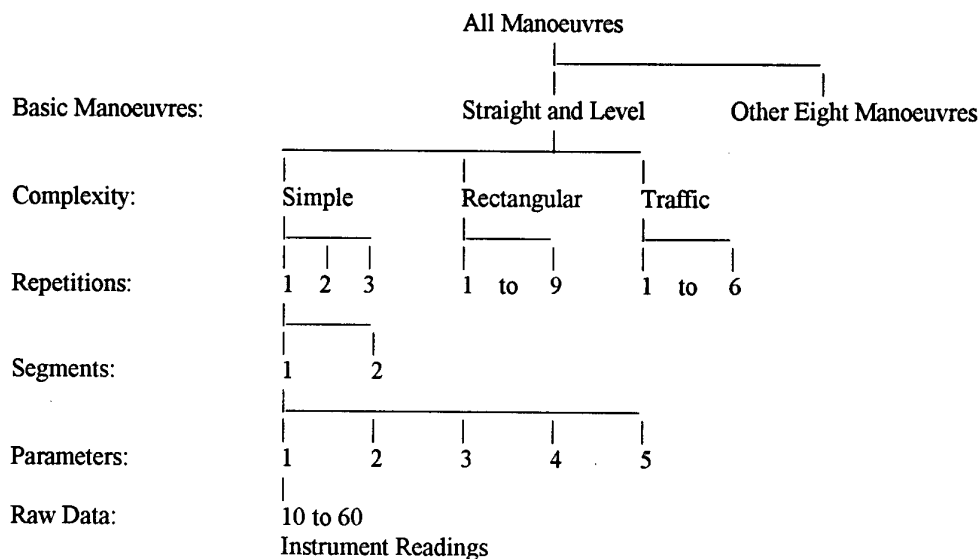 All Manoeuvres
Basic Manoeuvres: Straight and Level Other Eight Manoeuvres
Complexity: Simple Rectangular Traffic
Repetitions: 1 2 3 1 to 9 1 to 6
Segments: 1 2
Parameters: 1 2 3 4 5
Raw Data: 10 to 60
Instrument Readings